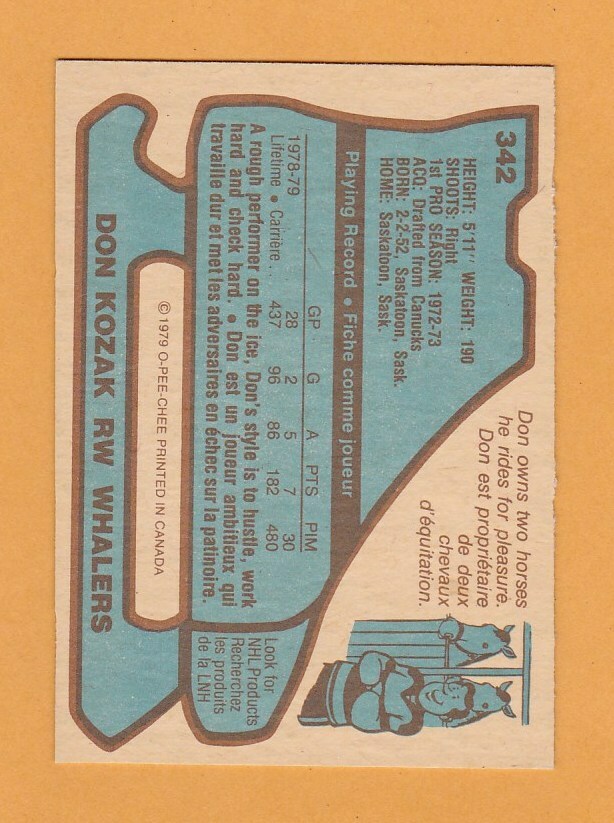 342
HEIGHT: 5'11" WEIGHT: 190
SHOOTS: Right
1st PRO SEASON: 1972-73
ACQ: Drafted from Canucks
BORN: 2-2-52, Saskatoon, Sask.
HOME: Saskatoon, Sask.
Don owns two horses
he rides for pleasure.
Don est propriétaire
de deux
chevaux
d'équitation.
Playing Record • Fiche comme joueur
GP G A PTS PIM
1978-79 28 2 5 7 30
Lifetime • Carrière... 437 96 86 182 480
A rough performer on the ice, Don's style is to hustle, work
hard and check hard. • Don est un joueur ambitieux qui
travaille dur et met les adversaires en échec sur la patinoire.
Look for
NHL Products
Recherchez
les produits
de la LNH
© 1979 O-PEE-CHEE PRINTED IN CANADA
DON KOZAK RW WHALERS